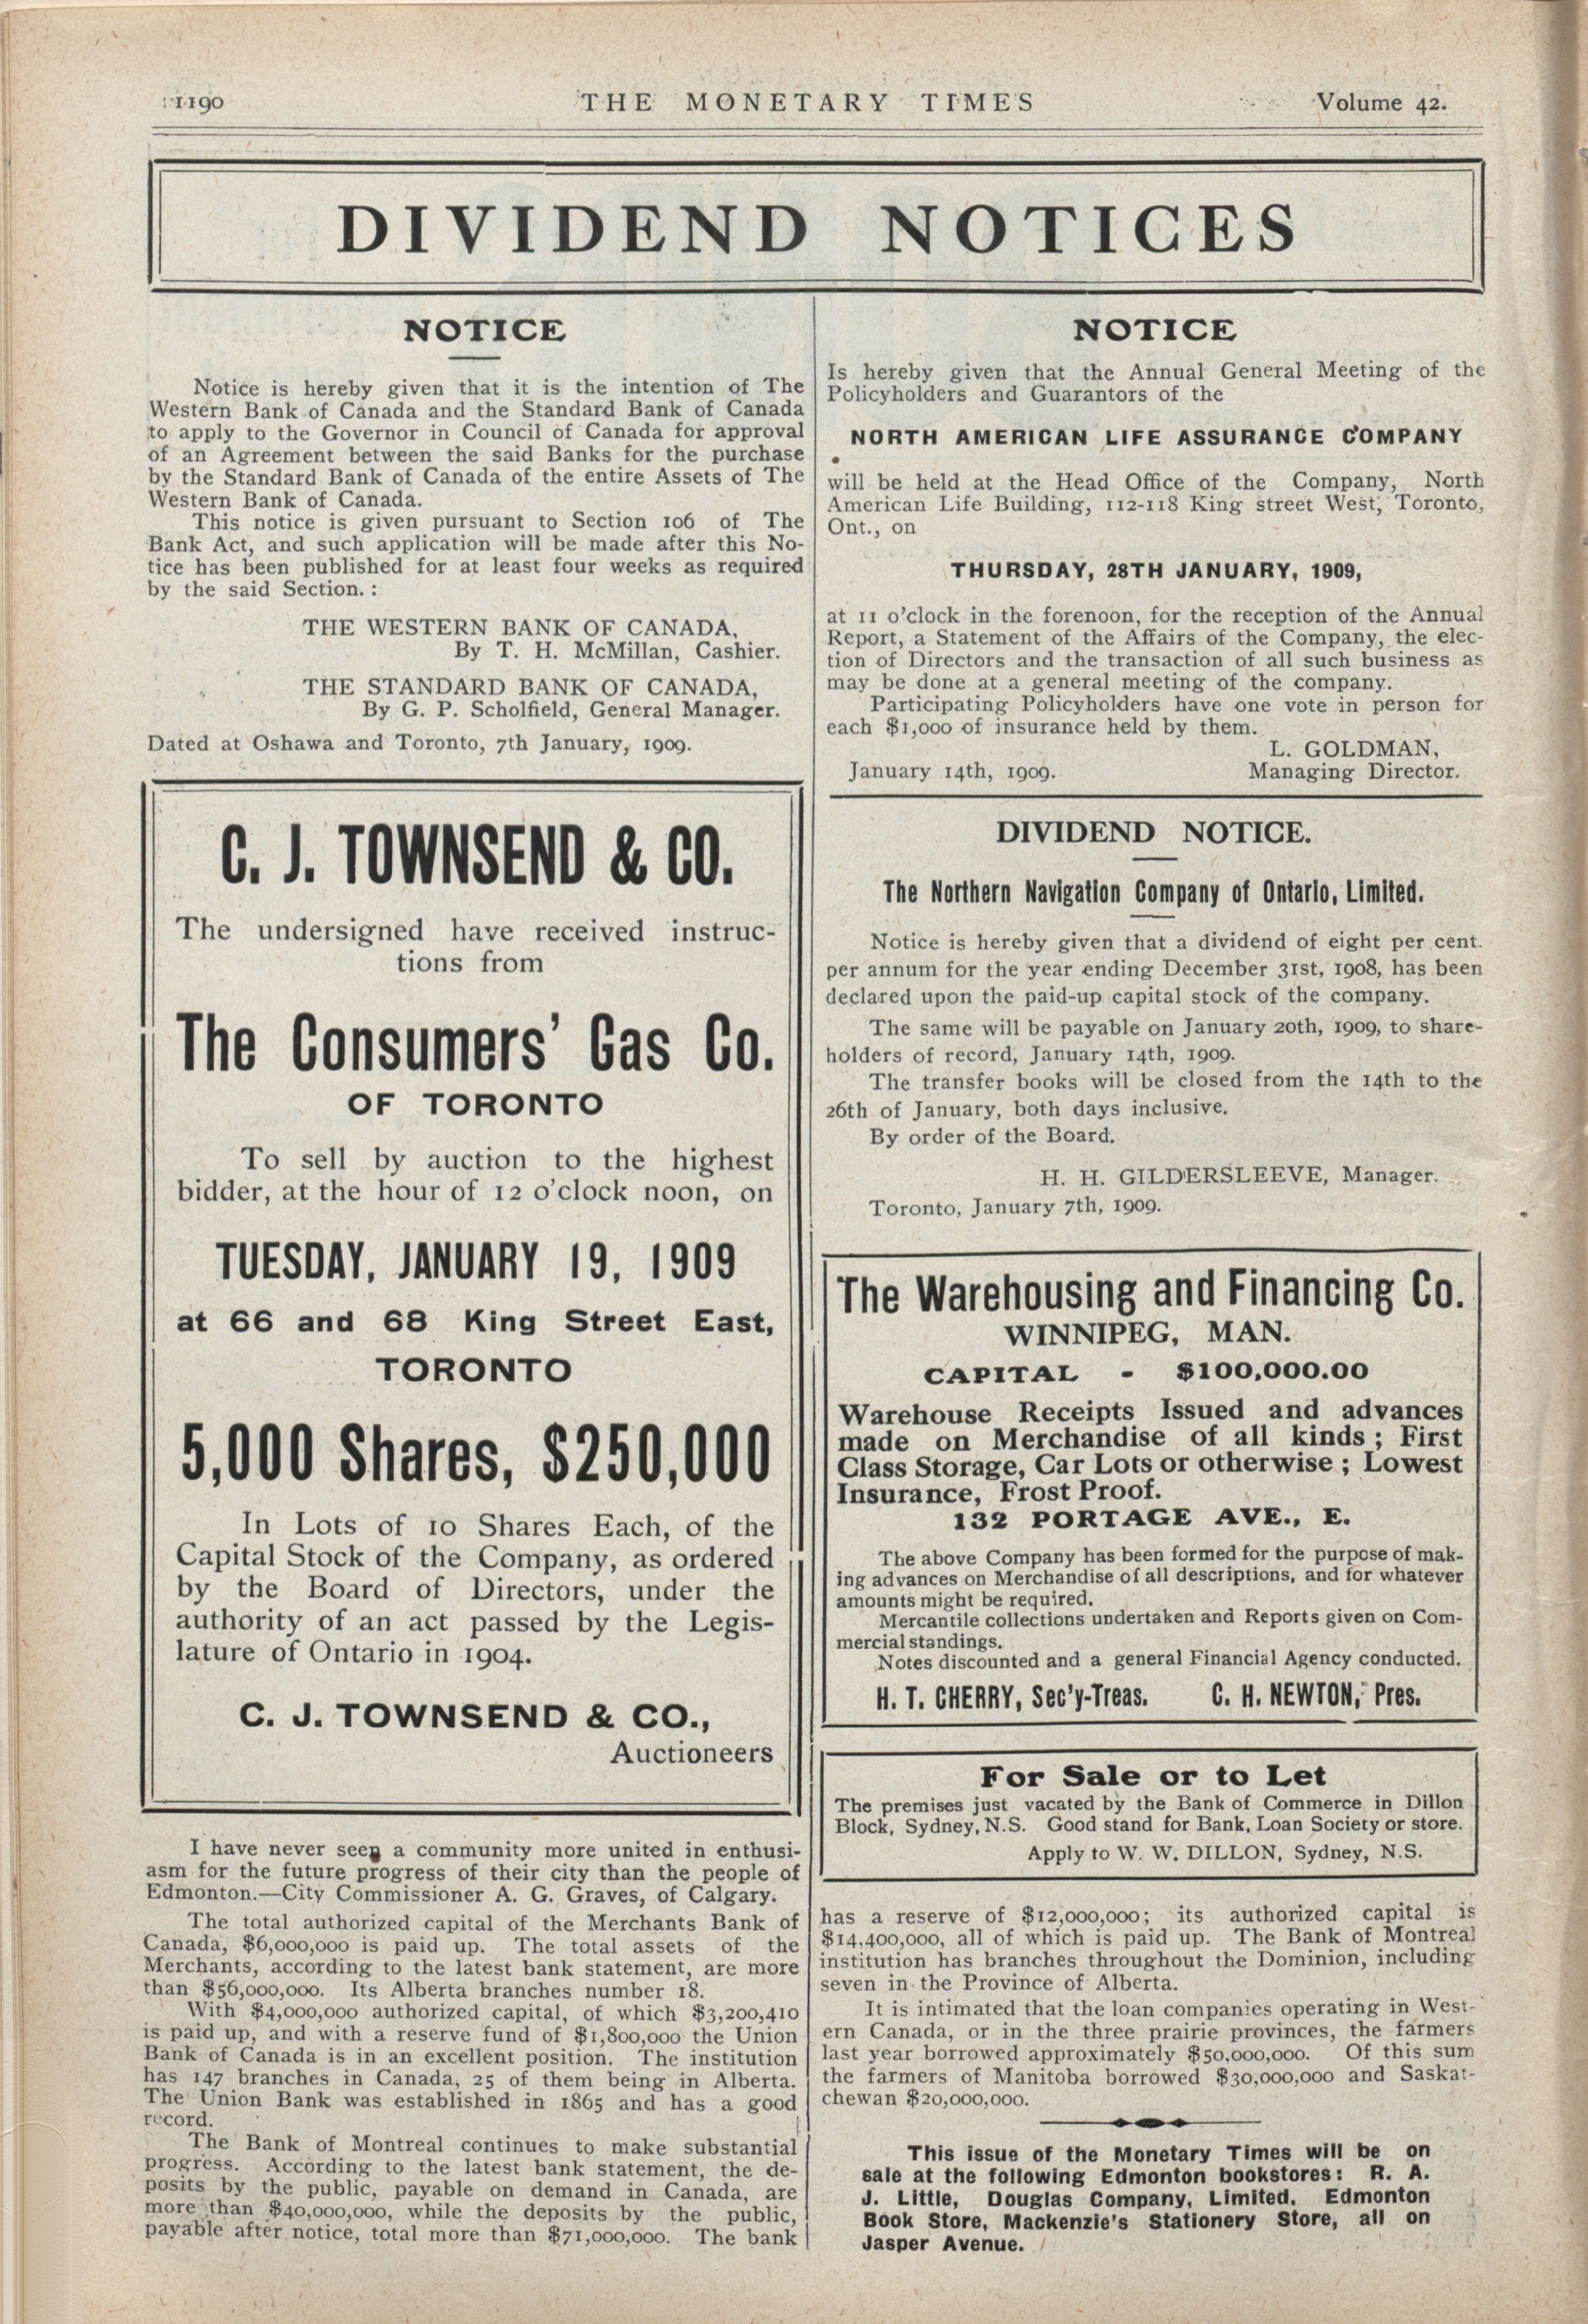 1190
THE MONETARY TIMES
Volume 42.
DIVIDEND NOTICES
NOTICE
Notice is hereby given that it is the intention of The
Western Bank of Canada and the Standard Bank of Canada
to apply to the Governor in Council of Canada for approval
of an Agreement between the said Banks for the purchase
by the Standard Bank of Canada of the entire Assets of The
Western Bank of Canada.
This notice is given pursuant to Section 106 of The
Bank Act, and such application will be made after this No-
tice has been published for at least four weeks as required
by the said Section. :
THE WESTERN BANK OF CANADA,
By T. H. McMillan, Cashier.
THE STANDARD BANK OF CANADA,
By G. P. Scholfield, General Manager.
Dated at Oshawa and Toronto, 7th January, 1909.
C. J. TOWNSEND & CO.
The undersigned have received instruc-
tions from
The Consumers' Gas Co.
OF TORONTO
To sell by auction to the highest
bidder, at the hour of 12 o'clock noon, on
TUESDAY, JANUARY 19, 1909
at 66 and 68 King Street East,
TORONTO
5,000 Shares, $250,000
In Lots of 10 Shares Each, of the
Capital Stock of the Company, as ordered
by the Board of Directors, under the
authority of an act passed by the Legis-
lature of Ontario in 1904.
C. J. TOWNSEND & CO.,
Auctioneers
I have never seen a community more united in enthusi-
asm for the future progress of their city than the people of
Edmonton.—City Commissioner A. G. Graves, of Calgary.
The total authorized capital of the Merchants Bank of
Canada, $6,000,000 is paid up. The total assets of the
Merchants, according to the latest bank statement, are more
than $56,000,000. Its Alberta branches number 18.
With $4,000,000 authorized capital, of which $3,200,410
is paid up, and with a reserve fund of $1,800,000 the Union
Bank of Canada is in an excellent position. The institution
has 147 branches in Canada, 25 of them being in Alberta.
The Union Bank was established in 1865 and has a good
record.
The Bank of Montreal continues to make substantial
progress. According to the latest bank statement, the de-
posits by the public, payable on demand in Canada, are
more than $40,000,000, while the deposits by the public,
payable after notice, total more than $71,000,000. The bank
NOTICE
Is hereby given that the Annual General Meeting of the
Policyholders and Guarantors of the
NORTH AMERICAN LIFE ASSURANCE COMPANY
will be held at the Head Office of the Company, North
American Life Building, 112-118 King street West, Toronto,
Ont., on
THURSDAY, 28TH JANUARY, 1909,
at 11 o'clock in the forenoon, for the reception of the Annual
Report, a Statement of the Affairs of the Company, the elec-
tion of Directors and the transaction of all such business as
may be done at a general meeting of the company.
Participating Policyholders have one vote in person for
each $1,000 of insurance held by them.
L. GOLDMAN,
January 14th, 1909. Managing Director.
DIVIDEND NOTICE.
The Northern Navigation Company of Ontario, Limited.
Notice is hereby given that a dividend of eight per cent.
per annum for the year ending December 31st, 1908, has been
declared upon the paid-up capital stock of the company.
The same will be payable on January 20th, 1909, to share-
holders of record, January 14th, 1909.
The transfer books will be closed from the 14th to the
26th of January, both days inclusive.
By order of the Board.
H. H. GILDERSLEEVE, Manager.
Toronto, January 7th, 1909.
The Warehousing and Financing Co.
WINNIPEG, MAN.
CAPITAL - $100,000.00
Warehouse Receipts Issued and advances
made on Merchandise of all kinds ; First
Class Storage, Car Lots or otherwise ; Lowest
Insurance, Frost Proof.
132 PORTAGE AVE., E.
The above Company has been formed for the purpose of mak-
ing advances on Merchandise of all descriptions, and for whatever
amounts might be required.
Mercantile collections undertaken and Reports given on Com-
mercial standings.
Notes discounted and a general Financial Agency conducted.
H. T. CHERRY, Sec'y-Treas. C. H. NEWTON, Pres.
For Sale or to Let
The premises just vacated by the Bank of Commerce in Dillon
Block, Sydney, N.S. Good stand for Bank, Loan Society or store.
Apply to W. W. DILLON, Sydney, N.S.
has a reserve of $12,000,000; its authorized capital is
$14,400,000, all of which is paid up. The Bank of Montreal
institution has branches throughout the Dominion, including
seven in the Province of Alberta.
It is intimated that the loan companies operating in West-
ern Canada, or in the three prairie provinces, the farmers
last year borrowed approximately $50,000,000. Of this sum
the farmers of Manitoba borrowed $30,000,000 and Saskat-
chewan $20,000,000.
This issue of the Monetary Times will be on
sale at the following Edmonton bookstores: R. A.
J. Little, Douglas Company, Limited. Edmonton
Book Store, Mackenzie's Stationery Store, all on
Jasper Avenue.